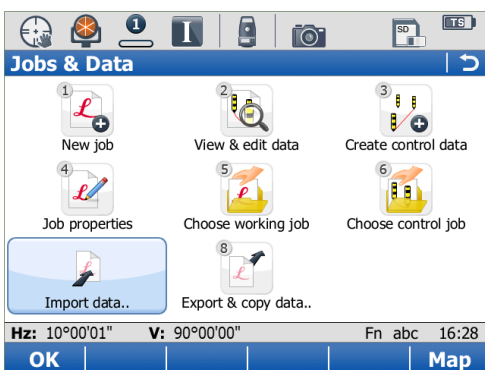 1 I SD TS
Jobs & Data
1 2 3
New job View & edit data Create control data
4 5 6
Job properties Choose working job Choose control job
8
Import data.. Export & copy data..
Hz: 10°00'01" V: 90°00'00" Fn abc 16:28
OK Map